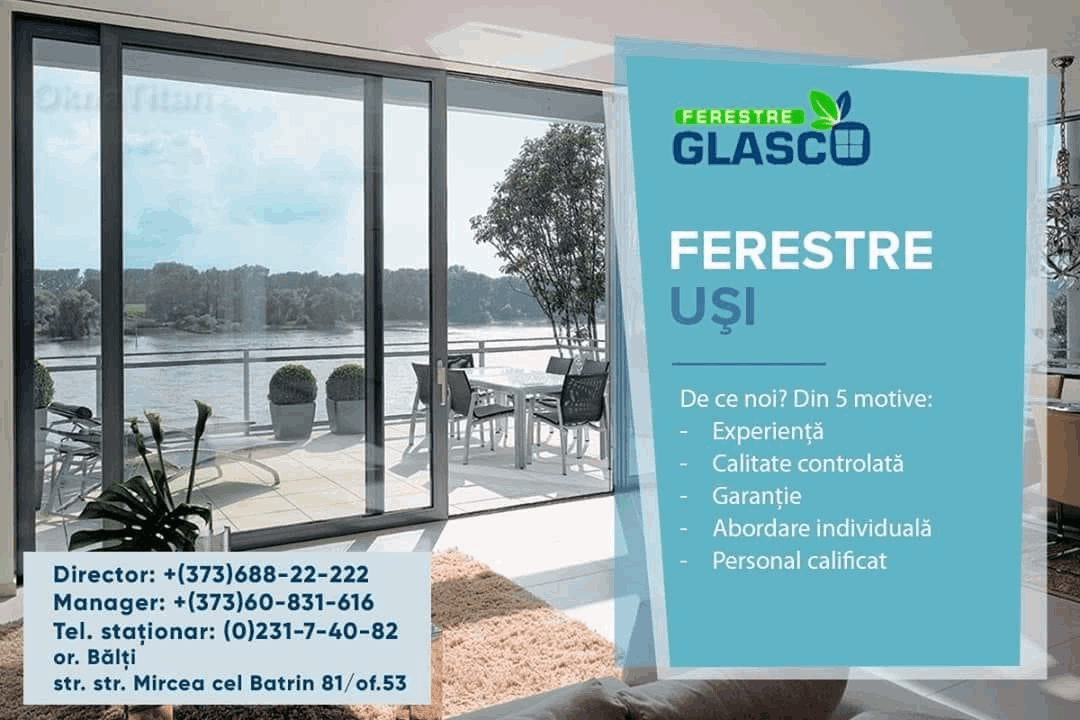 Okna Titan
FERESTRE
GLASCO
FERESTRE
UŞI
De ce noi? Din 5 motive:
- Experiență
- Calitate controlată
- Garanție
- Abordare individuală
- Personal calificat
Director: +(373)688-22-222
Manager: +(373)60-831-616
Tel. staționar: (0)231-7-40-82
or. Bălți
str. str. Mircea cel Batrin 81/of.53